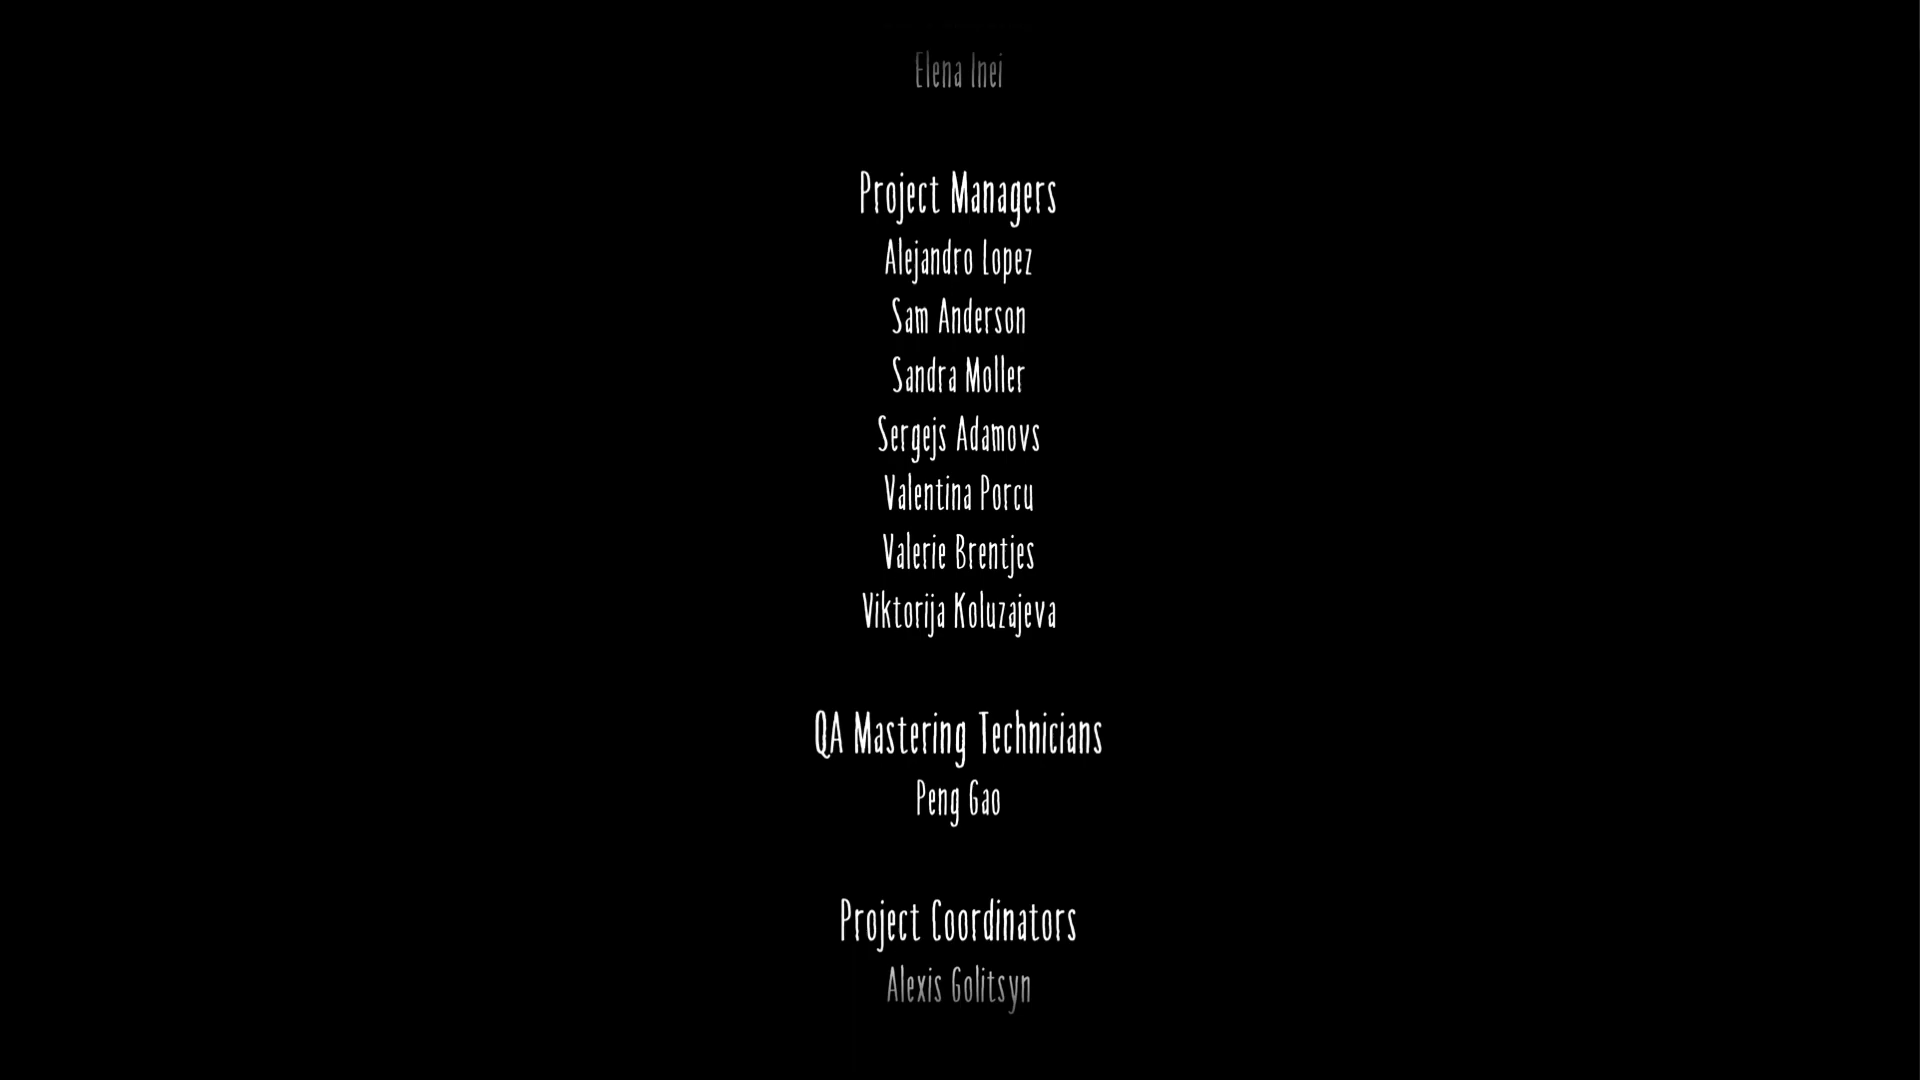 Elena Inei
Project Managers
Alejandro Lopez
Sam Anderson
Sandra Moller
Sergejs Adamovs
Valentina Porcu
Valerie Brentjes
Viktorija Koluzajeva
QA Mastering Technicians
Peng Gao
Project Coordinators
Alexis Golitsyn